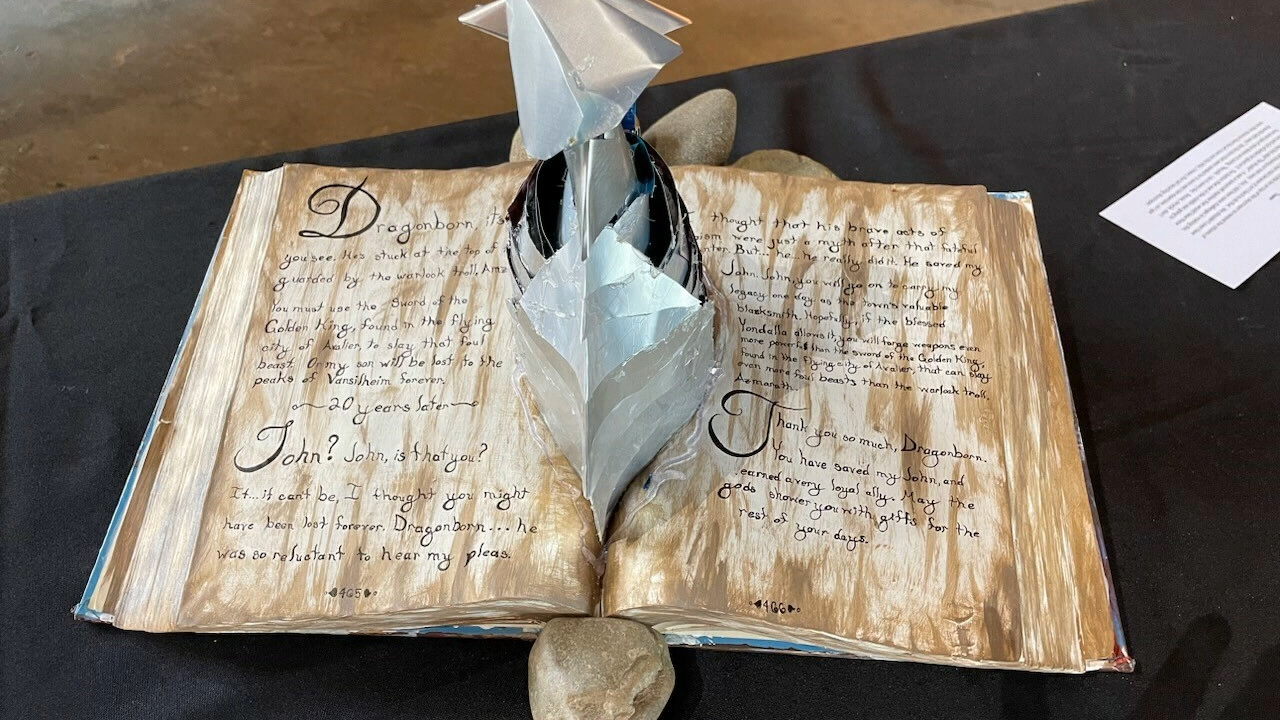 Dragonborn, it's
you see. He's stuck at the top of
guarded by the warlock troll, Azm
You must use the Sword of the
Golden King, found in the flying
city of Avalier, to slay that foul
beast. Or my son will be lost to the
peaks of Vansilheim forever.
~20 years later~
John? John, is that you?
It...it can't be, I thought you might
have been lost forever. Dragonborn... he
was so reluctant to hear my pleas.
465
thought that his brave acts of
ism were just a myth after that fateful
nter. But... he... He really did it. He saved my
John. John, you will go on to carry my
legacy one day as the town's valuable
blacksmith. Hopefully, if the blessed
Yondalla allows it, you will forge weapons even
more powerful than the sword of the Golden King,
found in the flying city of Avalier, that can slay
even more foul beasts than the warlock troll,
Azmarath.
Thank you so much, Dragonborn.
You have saved my John, and
earned a very loyal ally. May the
gods shower you with gifts for the
rest of your days.
466